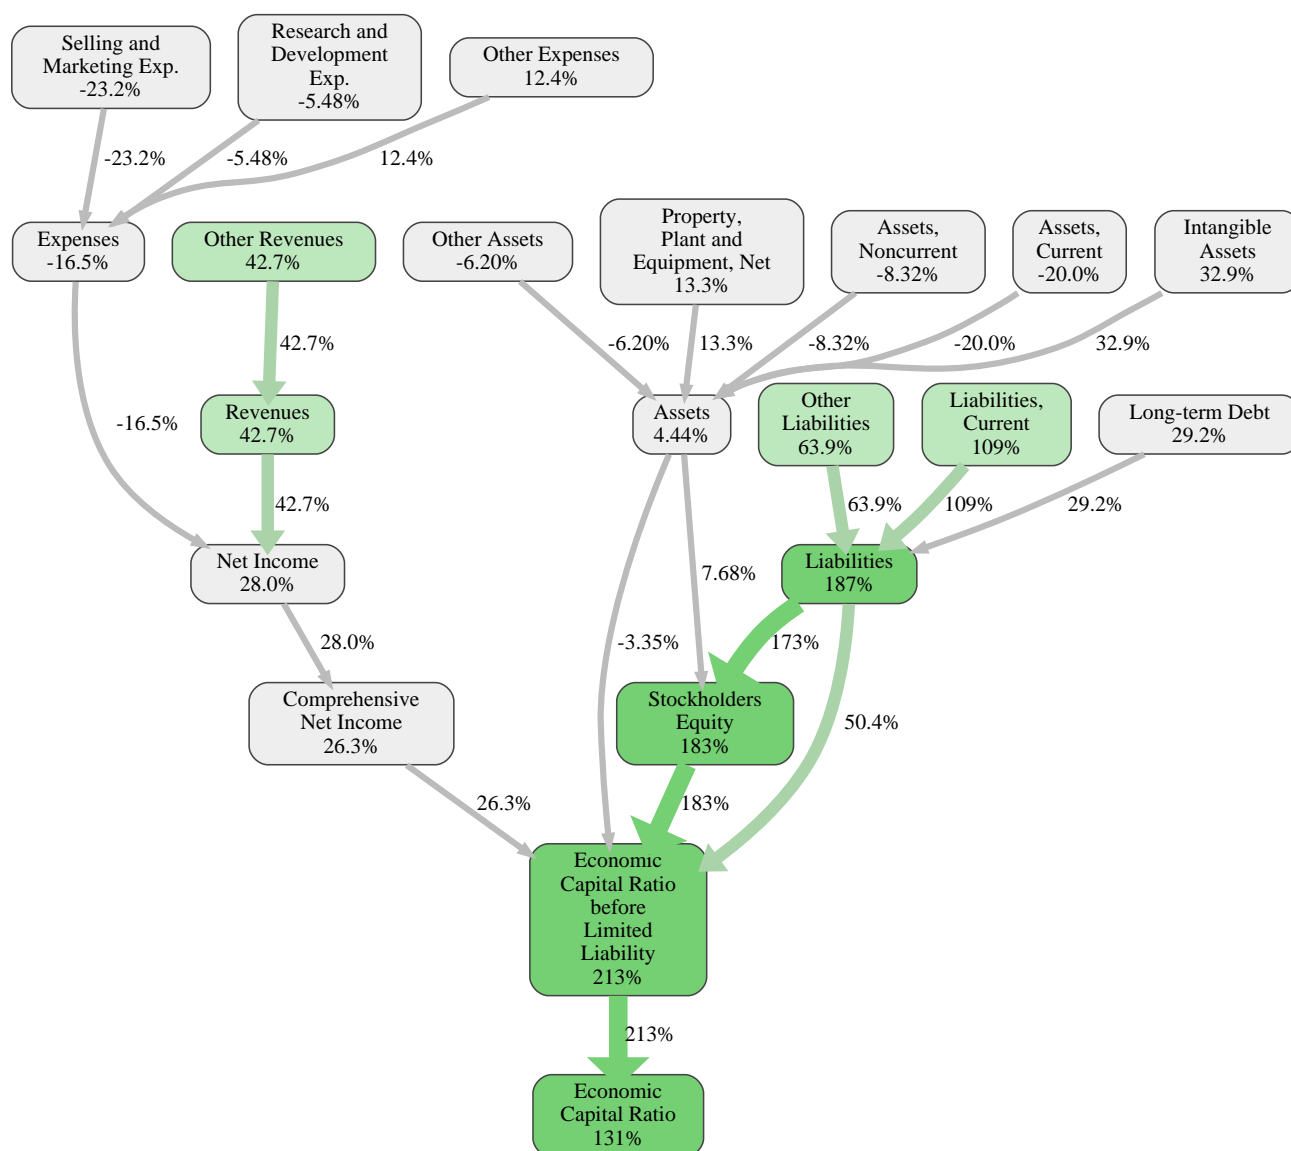 Selling and
Marketing Exp.
-23.2%
Research and
Development
Exp.
-5.48%
Other Expenses
12.4%
-23.2%
-5.48%
12.4%
Expenses
-16.5%
Other Revenues
42.7%
Other Assets
-6.20%
Property,
Plant and
Equipment, Net
13.3%
Assets,
Noncurrent
-8.32%
Assets,
Current
-20.0%
Intangible
Assets
32.9%
42.7%
-6.20%
13.3%
-8.32%
-20.0%
32.9%
-16.5%
Revenues
42.7%
Assets
4.44%
Other
Liabilities
63.9%
Liabilities,
Current
109%
Long-term Debt
29.2%
42.7%
63.9%
109%
29.2%
Net Income
28.0%
7.68%
Liabilities
187%
28.0%
-3.35%
173%
Comprehensive
Net Income
26.3%
Stockholders
Equity
183%
50.4%
26.3%
183%
Economic
Capital Ratio
before
Limited
Liability
213%
213%
Economic
Capital Ratio
131%